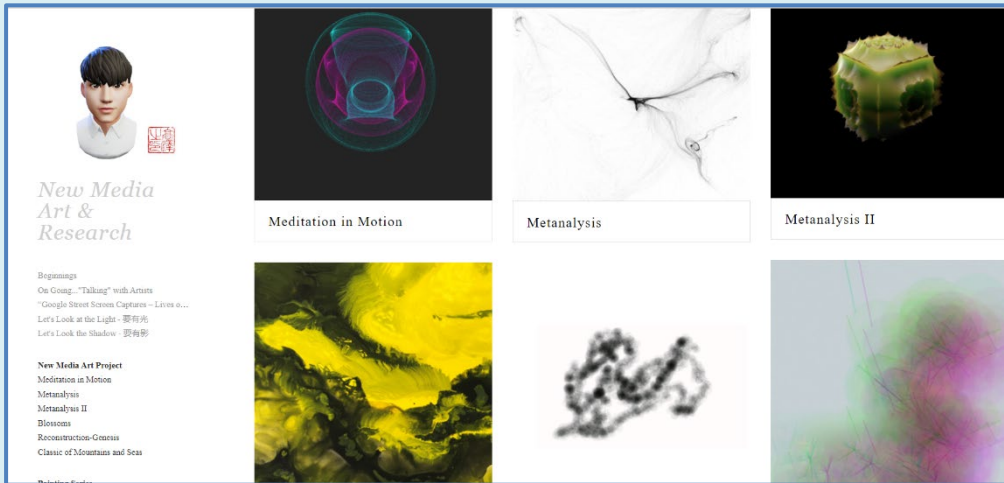 New Media
Art &
Research
Beginnings
On Going..."Talking" with Artists
"Google Street Screen Captures – Lives o...
Let's Look at the Light - 要有光
Let's Look the Shadow - 要有影
New Media Art Project
Meditation in Motion
Metanalysis
Metanalysis II
Blossoms
Reconstruction-Genesis
Classic of Mountains and Seas
Painting Series
Meditation in Motion
Metanalysis
Metanalysis II